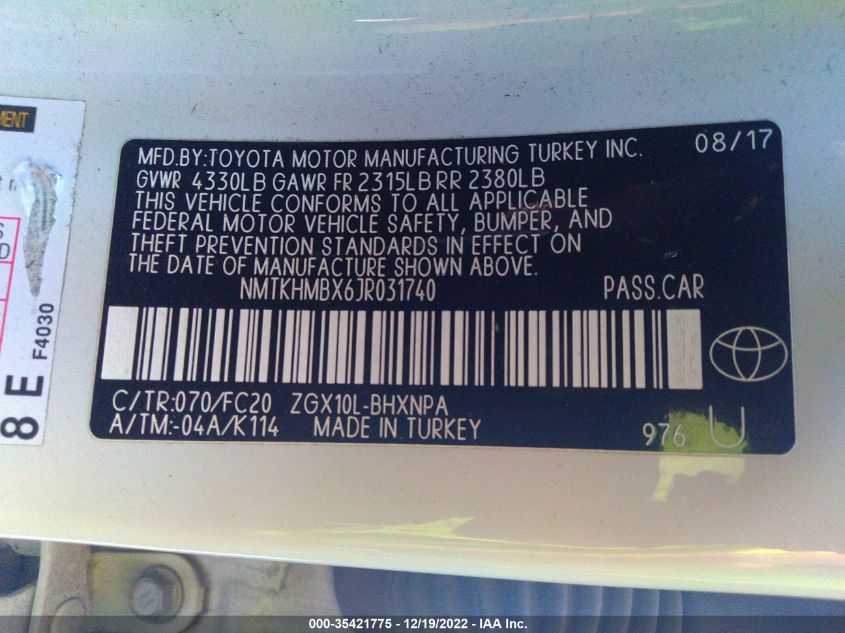 MENT
MFD.BY:TOYOTA MOTOR MANUFACTURING TURKEY INC. 08/17
GVWR 4330LB GAWR FR 2315LB RR 2380LB
THIS VEHICLE CONFORMS TO ALL APPLICABLE
FEDERAL MOTOR VEHICLE SAFETY, BUMPER, AND
THEFT PREVENTION STANDARDS IN EFFECT ON
THE DATE OF MANUFACTURE SHOWN ABOVE.
NMTKHMBX6JR031740 PASS.CAR
C/TR:070/FC20 ZGX10L-BHXNPA
A/TM:-04A/K114 MADE IN TURKEY 976 U
F4030
8 E
000-35421775 - 12/19/2022 - IAA Inc.